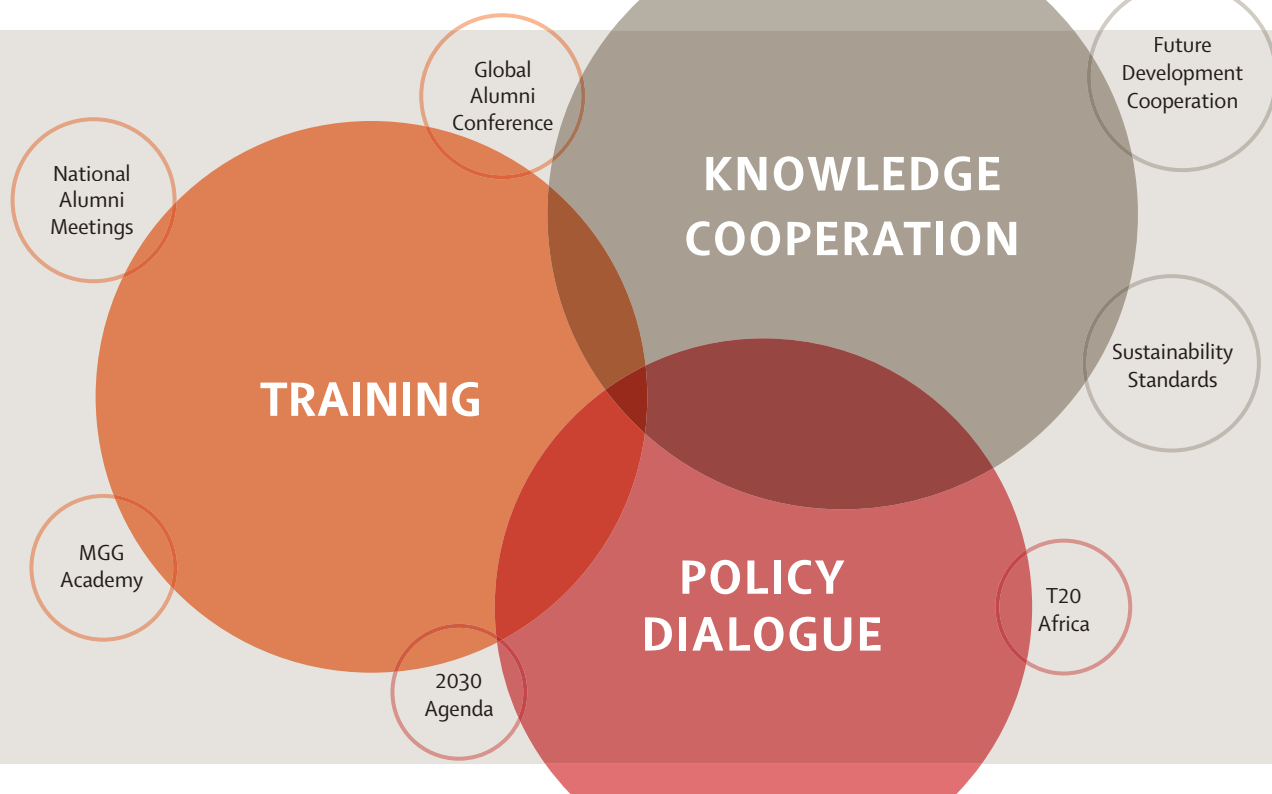 Future
Development
Cooperation
Global
Alumni
Conference
National
Alumni
Meetings
KNOWLEDGE
COOPERATION
Sustainability
Standards
TRAINING
MGG
Academy
POLICY
DIALOGUE
T20
Africa
2030
Agenda